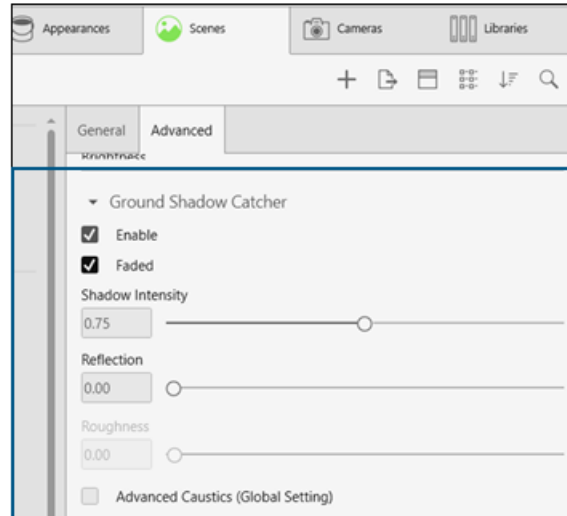 Appearances Scenes Cameras Libraries
General Advanced
Brightness
Ground Shadow Catcher
Enable
Faded
Shadow Intensity
0.75
Reflection
0.00
Roughness
0.00
Advanced Caustics (Global Setting)